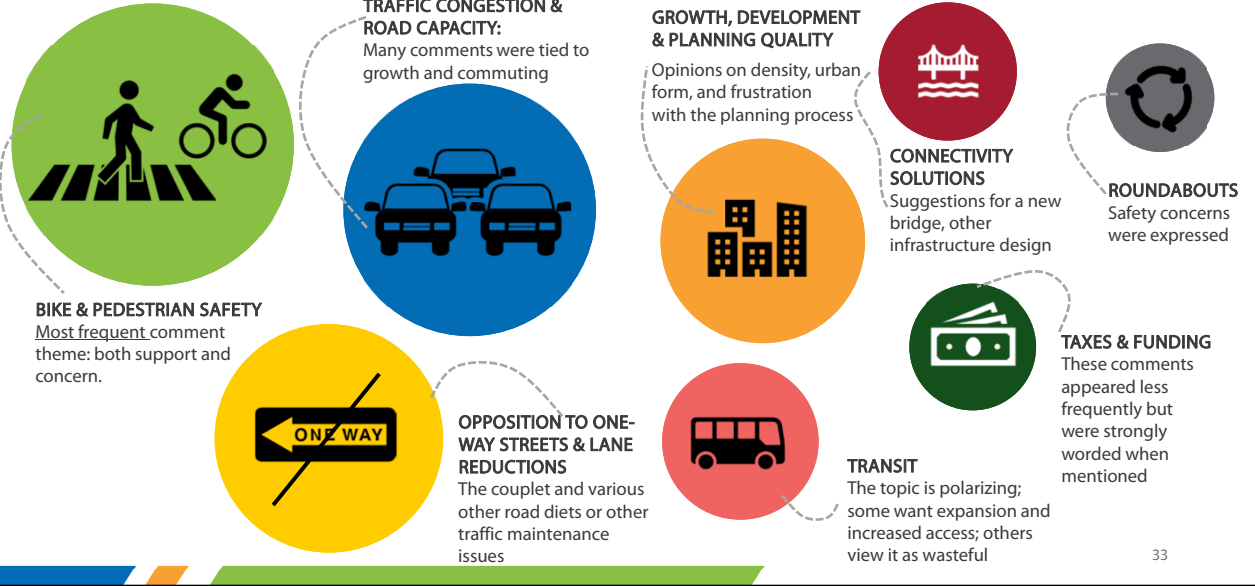 TRAFFIC CONGESTION &
ROAD CAPACITY:
Many comments were tied to
growth and commuting
GROWTH, DEVELOPMENT
& PLANNING QUALITY
Opinions on density, urban
form, and frustration
with the planning process
CONNECTIVITY
SOLUTIONS
Suggestions for a new
bridge, other
infrastructure design
ROUNDABOUTS
Safety concerns
were expressed
BIKE & PEDESTRIAN SAFETY
Most frequent comment
theme: both support and
concern.
ONE WAY
OPPOSITION TO ONE-
WAY STREETS & LANE
REDUCTIONS
The couplet and various
other road diets or other
traffic maintenance
issues
TRANSIT
The topic is polarizing;
some want expansion and
increased access; others
view it as wasteful
TAXES & FUNDING
These comments
appeared less
frequently but
were strongly
worded when
mentioned
33